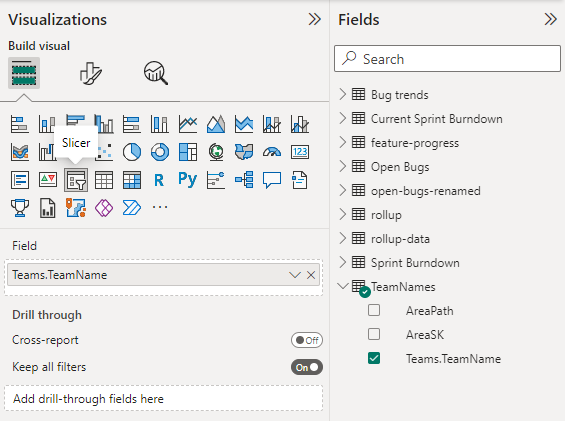 Visualizations
Build visual
Slicer
123
R
Py
Field
Teams.TeamName
Drill through
Cross-report
Off
Keep all filters
On
Add drill-through fields here
Fields
Search
Bug trends
Current Sprint Burndown
feature-progress
Open Bugs
open-bugs-renamed
rollup
rollup-data
Sprint Burndown
TeamNames
AreaPath
AreaSK
Teams.TeamName